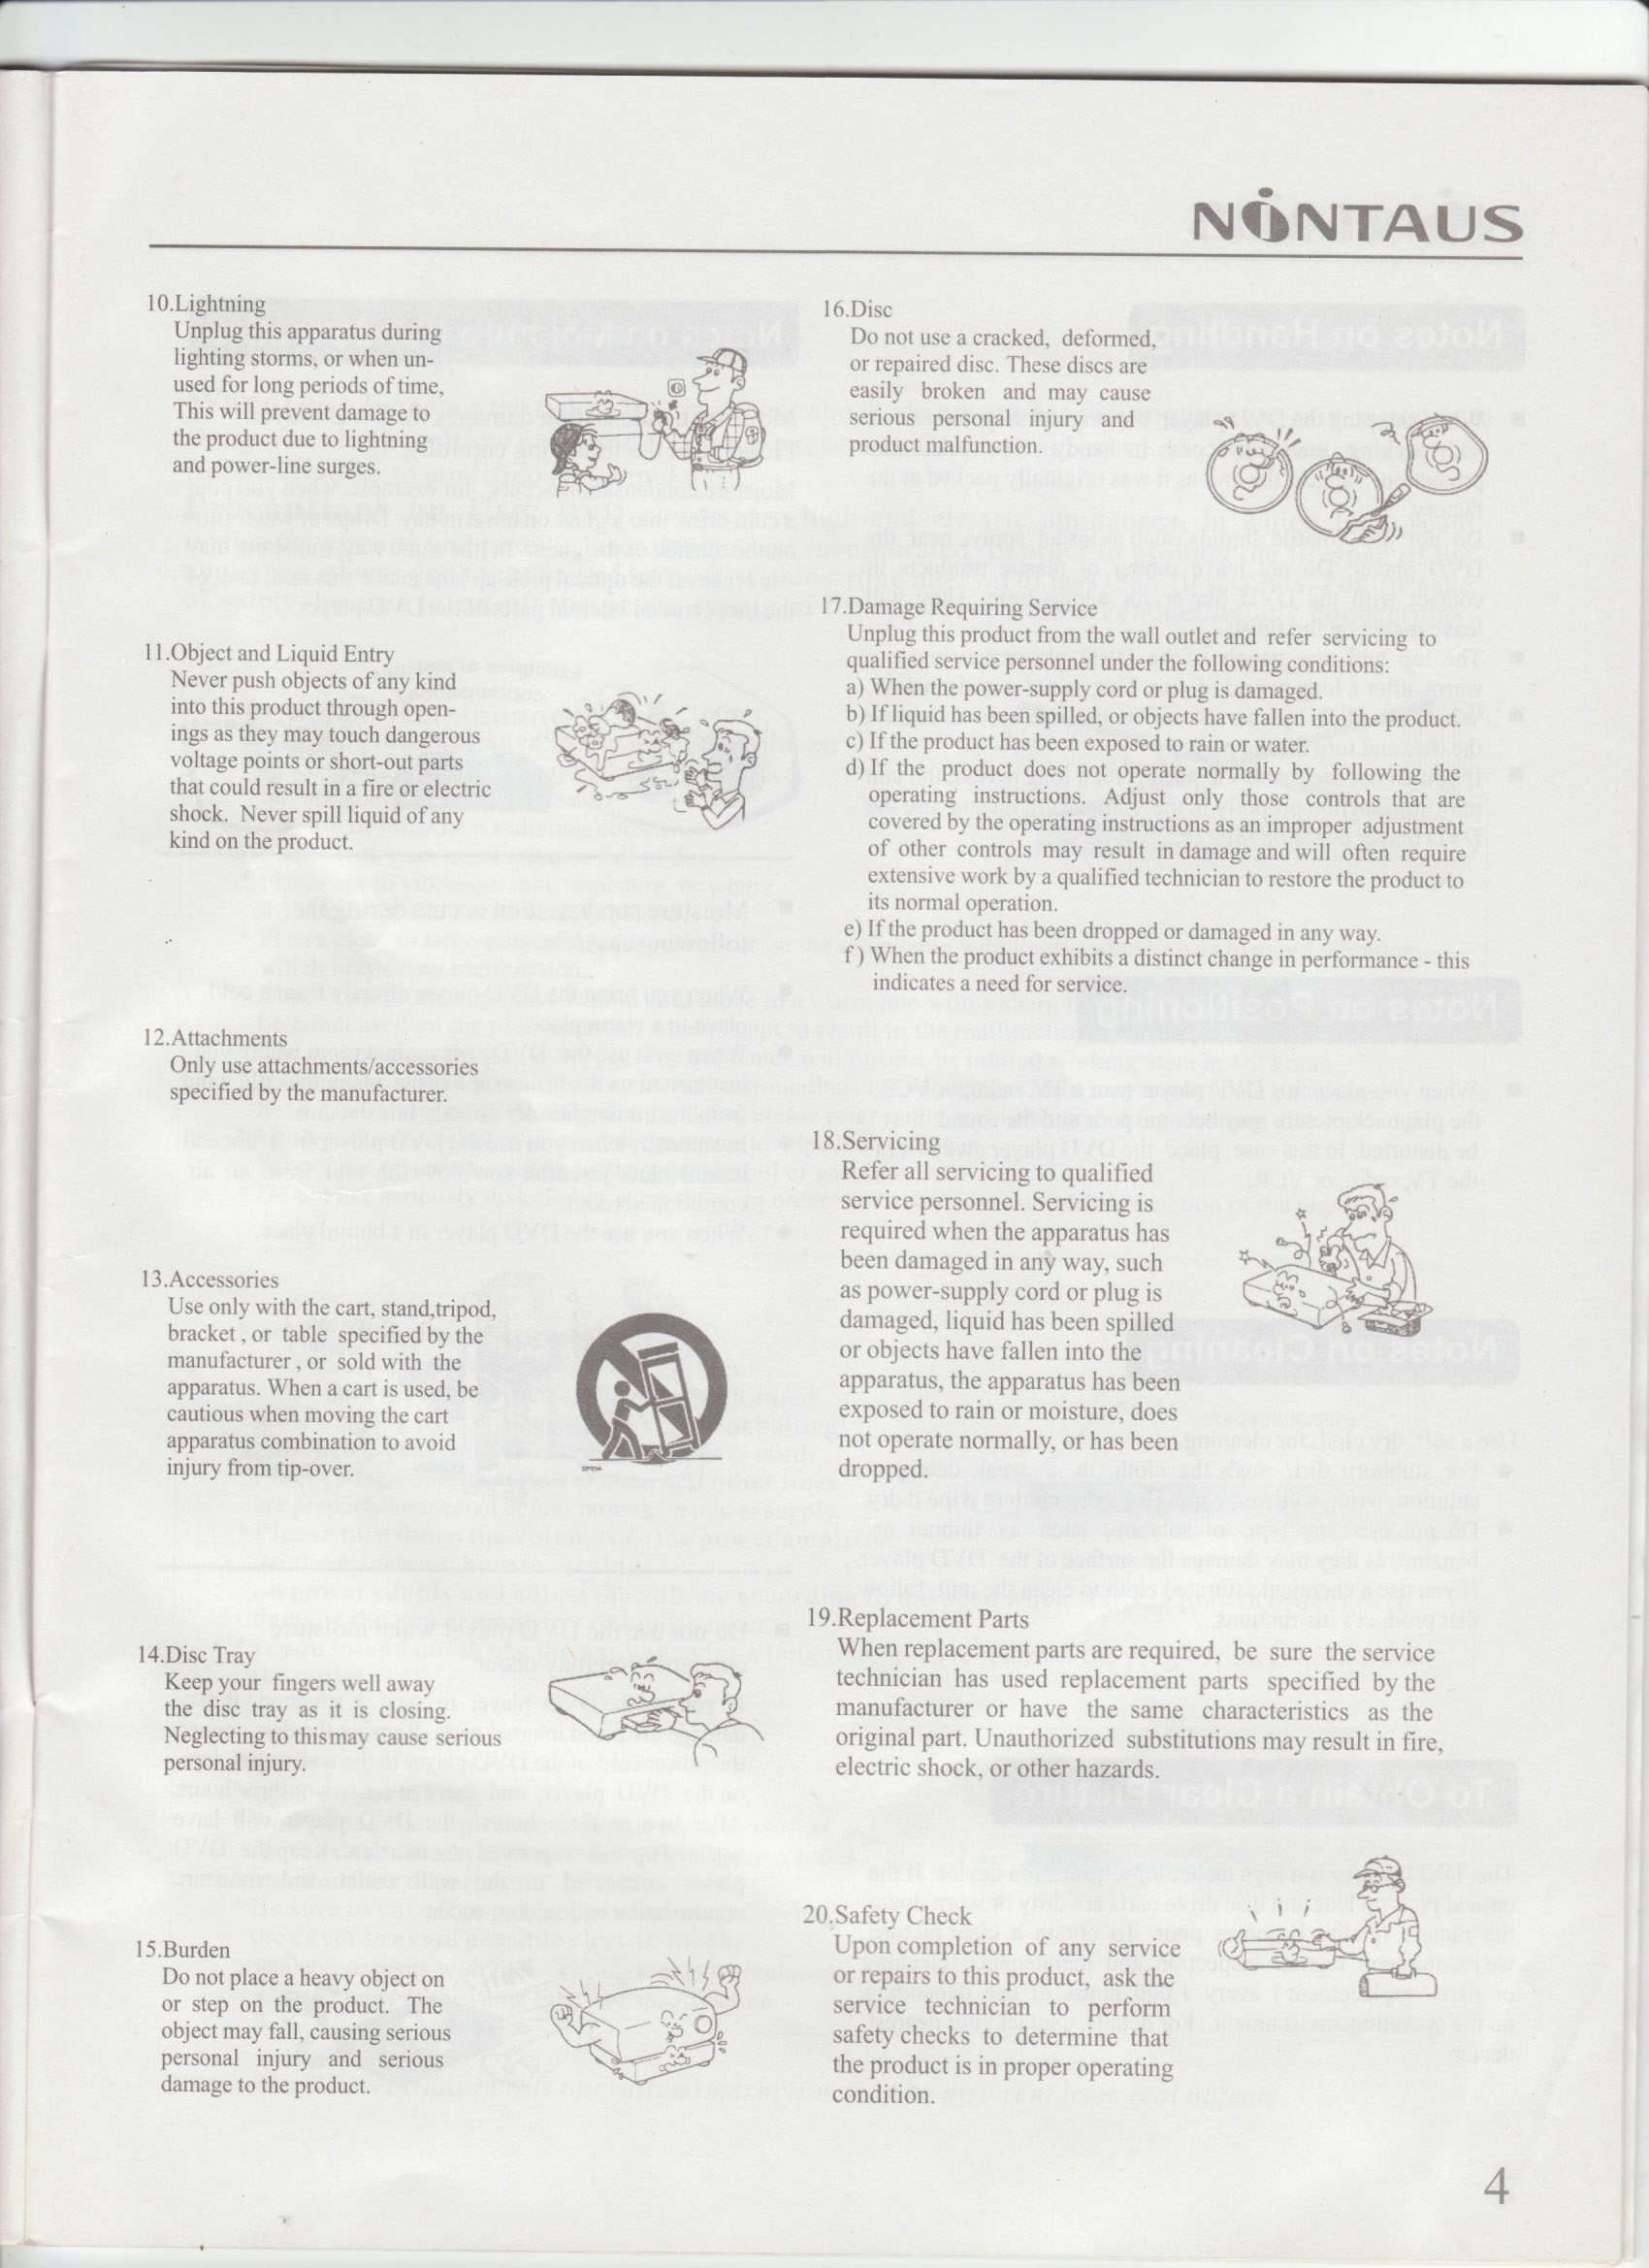 NINTAUS
10.Lightning
Unplug this apparatus during
lighting storms, or when un-
used for long periods of time,
This will prevent damage to
the product due to lightning
and power-line surges.
11.Object and Liquid Entry
Never push objects of any kind
into this product through open-
ings as they may touch dangerous
voltage points or short-out parts
that could result in a fire or electric
shock. Never spill liquid of any
kind on the product.
12.Attachments
Only use attachments/accessories
specified by the manufacturer.
13.Accessories
Use only with the cart, stand,tripod,
bracket , or table specified by the
manufacturer , or sold with the
apparatus. When a cart is used, be
cautious when moving the cart
apparatus combination to avoid
injury from tip-over.
14.Disc Tray
Keep your fingers well away
the disc tray as it is closing.
Neglecting to this may cause serious
personal injury.
15.Burden
Do not place a heavy object on
or step on the product. The
object may fall, causing serious
personal injury and serious
damage to the product.
16.Disc
Do not use a cracked, deformed,
or repaired disc. These discs are
easily broken and may cause
serious personal injury and
product malfunction.
17.Damage Requiring Service
Unplug this product from the wall outlet and refer servicing to
qualified service personnel under the following conditions:
a) When the power-supply cord or plug is damaged.
b) If liquid has been spilled, or objects have fallen into the product.
c) If the product has been exposed to rain or water.
d) If the product does not operate normally by following the
operating instructions. Adjust only those controls that are
covered by the operating instructions as an improper adjustment
of other controls may result in damage and will often require
extensive work by a qualified technician to restore the product to
its normal operation.
e) If the product has been dropped or damaged in any way.
f ) When the product exhibits a distinct change in performance - this
indicates a need for service.
18.Servicing
Refer all servicing to qualified
service personnel. Servicing is
required when the apparatus has
been damaged in any way, such
as power-supply cord or plug is
damaged, liquid has been spilled
or objects have fallen into the
apparatus, the apparatus has been
exposed to rain or moisture, does
not operate normally, or has been
dropped.
19.Replacement Parts
When replacement parts are required, be sure the service
technician has used replacement parts specified by the
manufacturer or have the same characteristics as the
original part. Unauthorized substitutions may result in fire,
electric shock, or other hazards.
20.Safety Check
Upon completion of any service
or repairs to this product, ask the
service technician to perform
safety checks to determine that
the product is in proper operating
condition.
4